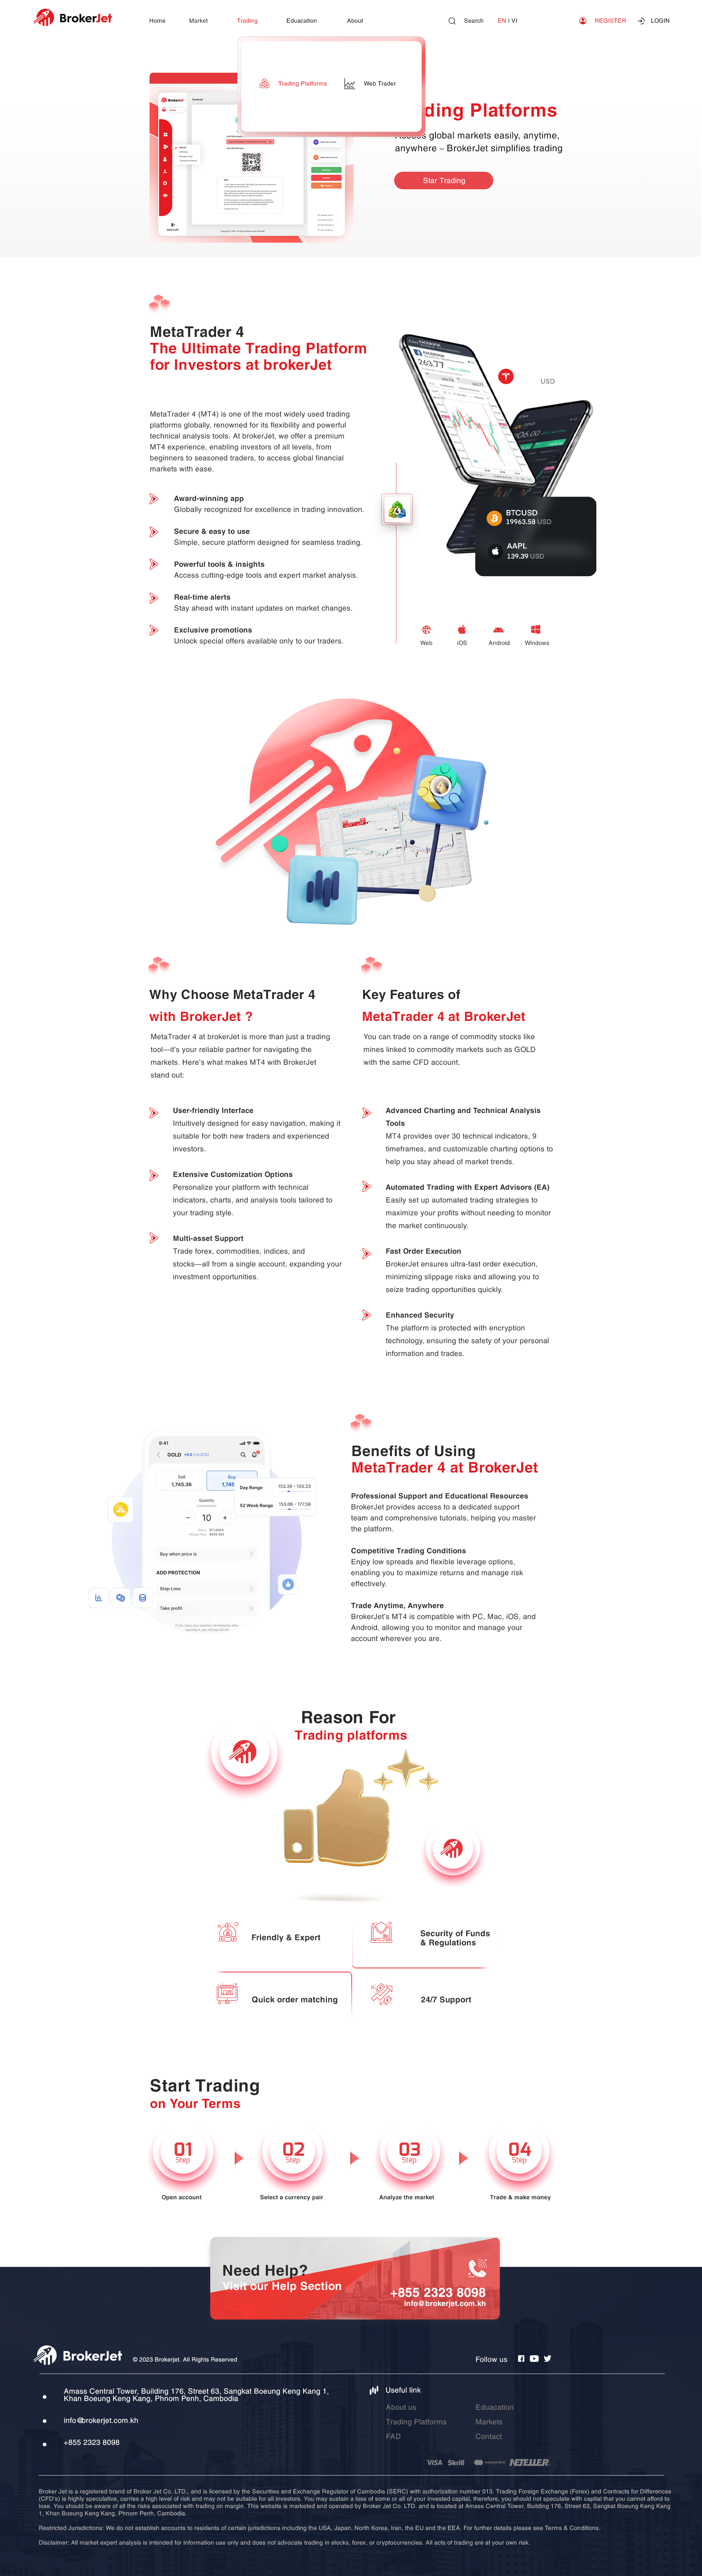 BrokerJet
Home
Market
Trading
Eduacation
About
Search
EN I VI
REGISTER
LOGIN
Trading Platforms
Web Trader
ding Platforms
global markets easily, anytime,
anywhere – BrokerJet simplifies trading
Star Trading
MetaTrader 4
The Ultimate Trading Platform
for Investors at brokerJet
MetaTrader 4 (MT4) is one of the most widely used trading
platforms globally, renowned for its flexibility and powerful
technical analysis tools. At brokerJet, we offer a premium
MT4 experience, enabling investors of all levels, from
beginners to seasoned traders, to access global financial
markets with ease.
Award-winning app
Globally recognized for excellence in trading innovation.
Secure & easy to use
Simple, secure platform designed for seamless trading.
Powerful tools & insights
Access cutting-edge tools and expert market analysis.
Real-time alerts
Stay ahead with instant updates on market changes.
Exclusive promotions
Unlock special offers available only to our traders.
FACEBOOK
263.77
USD
BTCUSD
19963.58 USD
AAPL
139.39 USD
Web
iOS
Android
Windows
Why Choose MetaTrader 4
with BrokerJet ?
MetaTrader 4 at brokerJet is more than just a trading
tool—it's your reliable partner for navigating the
markets. Here's what makes MT4 with BrokerJet
stand out:
User-friendly Interface
Intuitively designed for easy navigation, making it
suitable for both new traders and experienced
investors.
Extensive Customization Options
Personalize your platform with technical
indicators, charts, and analysis tools tailored to
your trading style.
Multi-asset Support
Trade forex, commodities, indices, and
stocks—all from a single account, expanding your
investment opportunities.
Key Features of
MetaTrader 4 at BrokerJet
You can trade on a range of commodity stocks like
mines linked to commodity markets such as GOLD
with the same CFD account.
Advanced Charting and Technical Analysis
Tools
MT4 provides over 30 technical indicators, 9
timeframes, and customizable charting options to
help you stay ahead of market trends.
Automated Trading with Expert Advisors (EA)
Easily set up automated trading strategies to
maximize your profits without needing to monitor
the market continuously.
Fast Order Execution
BrokerJet ensures ultra-fast order execution,
minimizing slippage risks and allowing you to
seize trading opportunities quickly.
Enhanced Security
The platform is protected with encryption
technology, ensuring the safety of your personal
information and trades.
9:41
GOLD
Sell
1,745.36
Buy
1,745
Day Range 153.39 - 155.23
52 Week Range 153.06 - 177.58
Quantity
- 10 +
Buy when price is
ADD PROTECTION
Stop Loss
Take profit
Benefits of Using
MetaTrader 4 at BrokerJet
Professional Support and Educational Resources
BrokerJet provides access to a dedicated support
team and comprehensive tutorials, helping you master
the platform.
Competitive Trading Conditions
Enjoy low spreads and flexible leverage options,
enabling you to maximize returns and manage risk
effectively.
Trade Anytime, Anywhere
BrokerJet's MT4 is compatible with PC, Mac, iOS, and
Android, allowing you to monitor and manage your
account wherever you are.
Reason For
Trading platforms
Friendly & Expert
Security of Funds
& Regulations
Quick order matching
24/7 Support
Start Trading
on Your Terms
01
Step
Open account
02
Step
Select a currency pair
03
Step
Analyze the market
04
Step
Trade & make money
Need Help?
Visit our Help Section
+855 2323 8098
info@brokerjet.com.kh
BrokerJet
© 2023 Brokerjet. All Rights Reserved
Follow us
Amass Central Tower, Building 176, Street 63, Sangkat Boeung Keng Kang 1,
Khan Boeung Keng Kang, Phnom Penh, Cambodia
info@brokerjet.com.kh
+855 2323 8098
Useful link
About us
Eduacation
Trading Platforms
Markets
FAD
Contact
VISA
Skrill
NETELLER
Broker Jet is a registered brand of Broker Jet Co. LTD., and is licensed by the Securities and Exchange Regulator of Cambodia (SERC) with authorization number 013. Trading Foreign Exchange (Forex) and Contracts for Differences
(CFD's) is highly speculative, carries a high level of risk and may not be suitable for all investors. You may sustain a loss of some or all of your invested capital, therefore, you should not speculate with capital that you cannot afford to
lose. You should be aware of all the risks associated with trading on margin. This website is marketed and operated by Broker Jet Co. LTD. and is located at Amass Central Tower, Building 176, Street 63, Sangkat Boeung Keng Kang
1, Khan Boeung Keng Kang, Phnom Penh, Cambodia.
Restricted Jurisdictions: We do not establish accounts to residents of certain jurisdictions including the USA, Japan, North Korea, Iran, the EU and the EEA. For further details please see Terms & Conditions.
Disclaimer: All market expert analysis is intended for information use only and does not advocate trading in stocks, forex, or cryptocurrencies. All acts of trading are at your own risk.